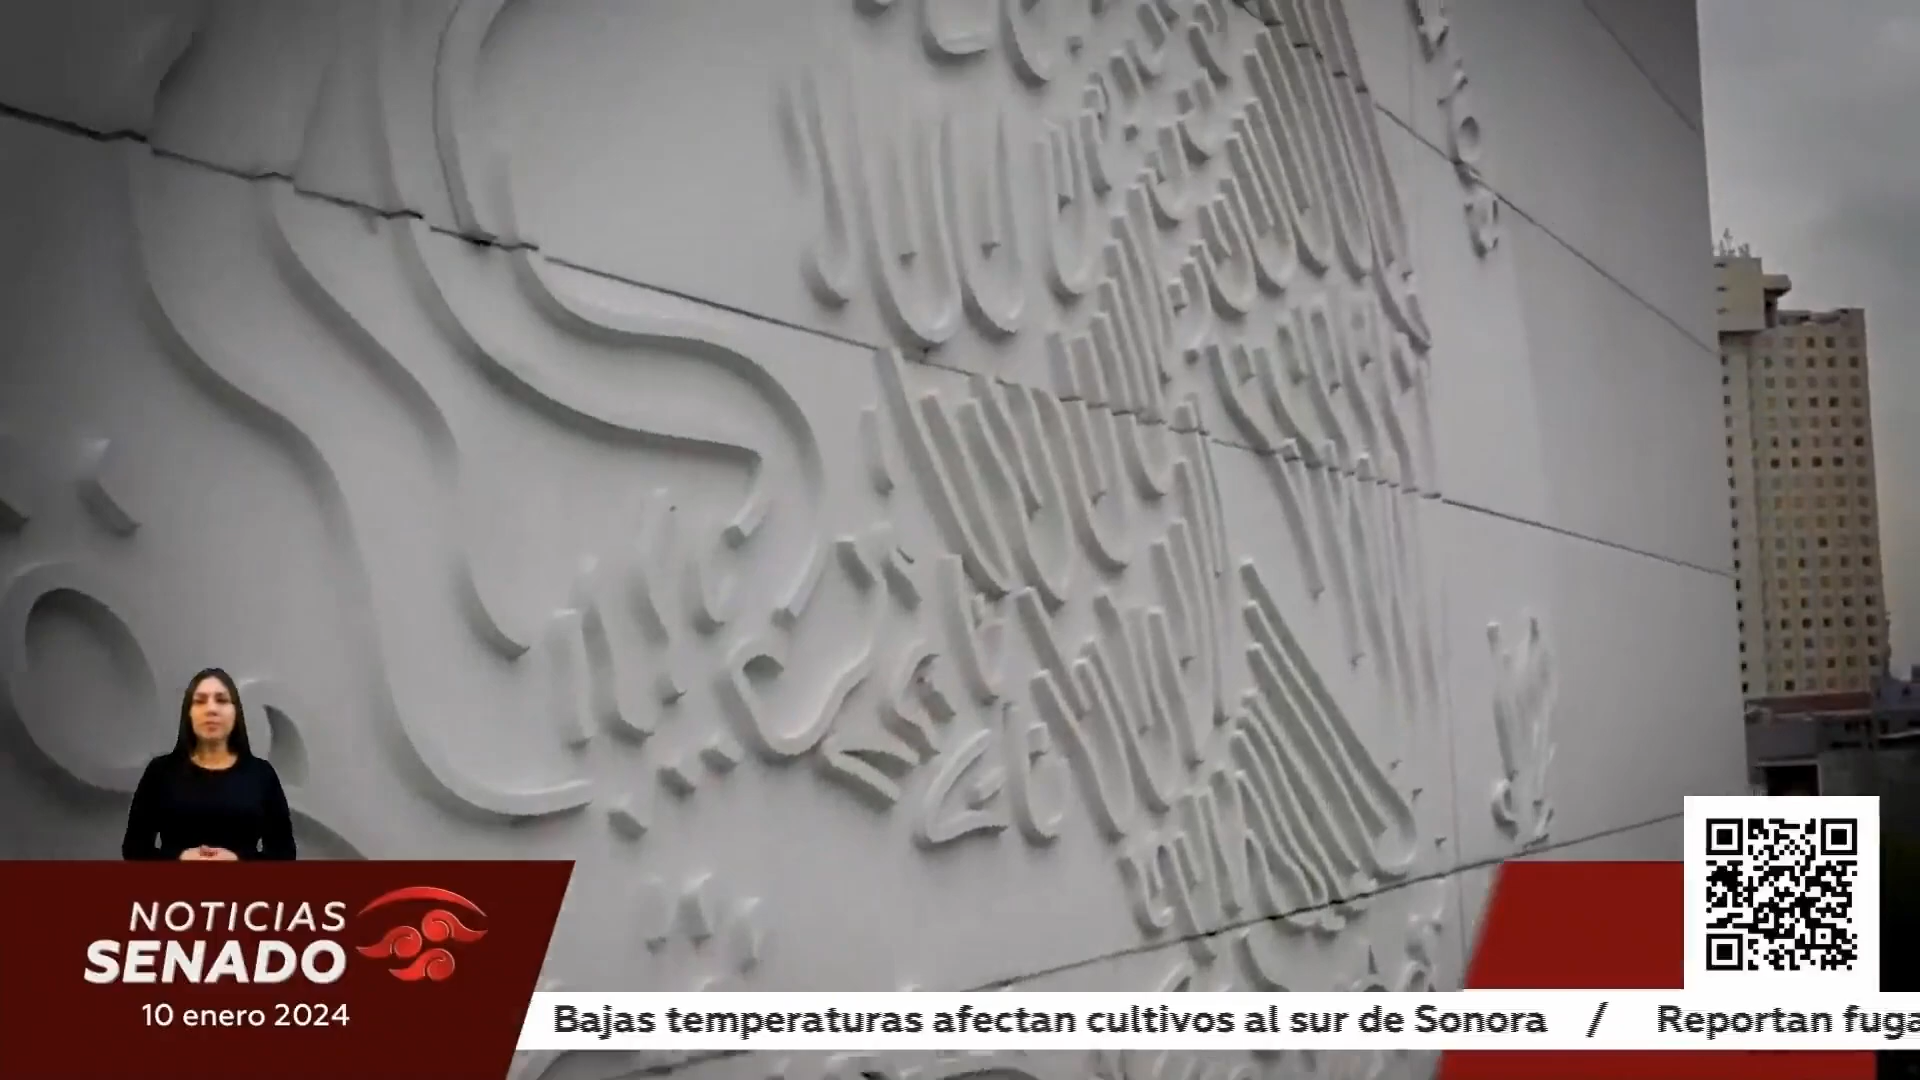 NOTICIAS
SENADO
10 enero 2024
Bajas temperaturas afectan cultivos al sur de Sonora / Reportan fuga